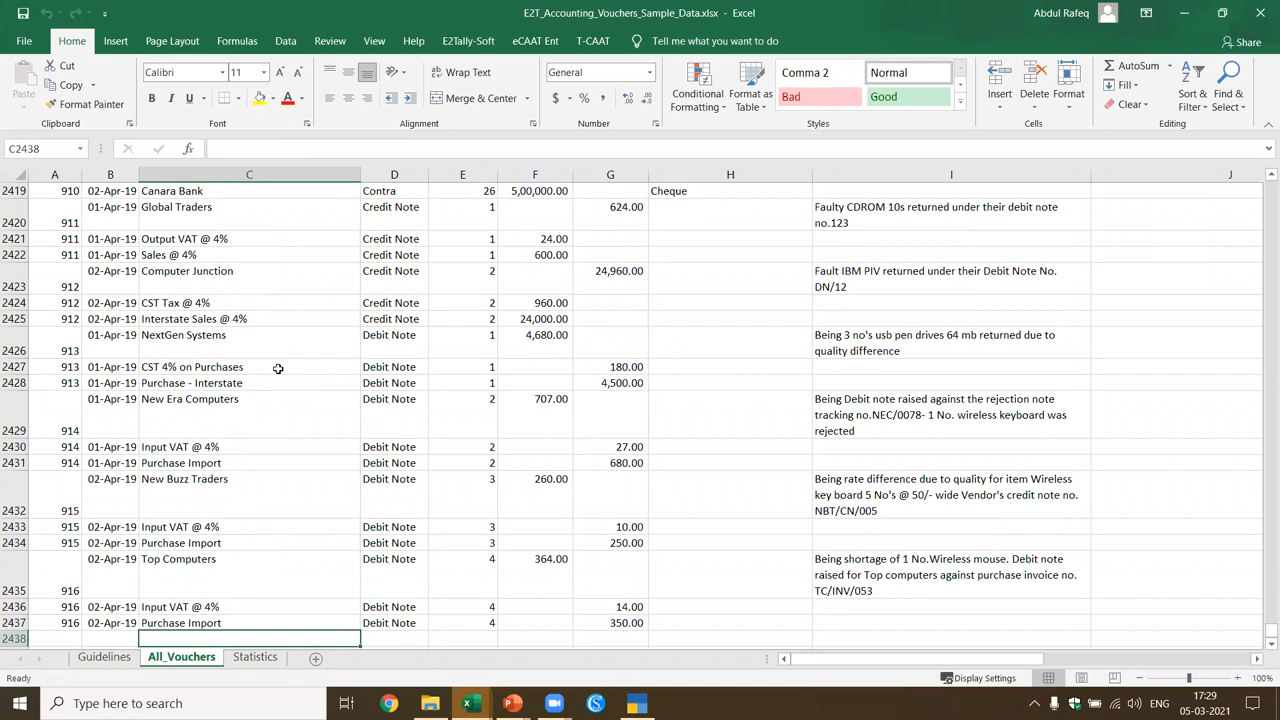 E2T_Accounting_Vouchers_Sample_Data.xlsx - Excel
Abdul Rafeq
File Home Insert Page Layout Formulas Data Review View Help E2Tally-Soft eCAAT Ent T-CAAT Tell me what you want to do
Share
Paste
Cut
Copy
Format Painter
Calibri 11
B I U
Wrap Text
Merge & Center
General
$ % ,
Conditional Formatting
Format as Table
Comma 2 Normal
Bad Good
Insert Delete Format
AutoSum
Fill
Clear
Sort & Filter
Find & Select
Clipboard Font Alignment Number Styles Cells Editing
C2438 fx
A B C D E F G H I J
2419 910 02-Apr-19 Canara Bank Contra 26 5,00,000.00 Cheque
2420 911 01-Apr-19 Global Traders Credit Note 1 624.00 Faulty CDROM 10s returned under their debit note
no.123
2421 911 01-Apr-19 Output VAT @ 4% Credit Note 1 24.00
2422 911 01-Apr-19 Sales @ 4% Credit Note 1 600.00
2423 912 02-Apr-19 Computer Junction Credit Note 2 24,960.00 Fault IBM PIV returned under their Debit Note No.
DN/12
2424 912 02-Apr-19 CST Tax @ 4% Credit Note 2 960.00
2425 912 02-Apr-19 Interstate Sales @ 4% Credit Note 2 24,000.00
2426 913 01-Apr-19 NextGen Systems Debit Note 1 4,680.00 Being 3 no's usb pen drives 64 mb returned due to
quality difference
2427 913 01-Apr-19 CST 4% on Purchases Debit Note 1 180.00
2428 913 01-Apr-19 Purchase - Interstate Debit Note 1 4,500.00
2429 914 01-Apr-19 New Era Computers Debit Note 2 707.00 Being Debit note raised against the rejection note
tracking no.NEC/0078- 1 No. wireless keyboard was
rejected
2430 914 01-Apr-19 Input VAT @ 4% Debit Note 2 27.00
2431 914 01-Apr-19 Purchase Import Debit Note 2 680.00
2432 915 02-Apr-19 New Buzz Traders Debit Note 3 260.00 Being rate difference due to quality for item Wireless
key board 5 No's @ 50/- wide Vendor's credit note no.
NBT/CN/005
2433 915 02-Apr-19 Input VAT @ 4% Debit Note 3 10.00
2434 915 02-Apr-19 Purchase Import Debit Note 3 250.00
2435 916 02-Apr-19 Top Computers Debit Note 4 364.00 Being shortage of 1 No.Wireless mouse. Debit note
raised for Top computers against purchase invoice no.
TC/INV/053
2436 916 02-Apr-19 Input VAT @ 4% Debit Note 4 14.00
2437 916 02-Apr-19 Purchase Import Debit Note 4 350.00
2438
Guidelines All_Vouchers Statistics
Ready
Display Settings
100%
Type here to search
17:29
05-03-2021